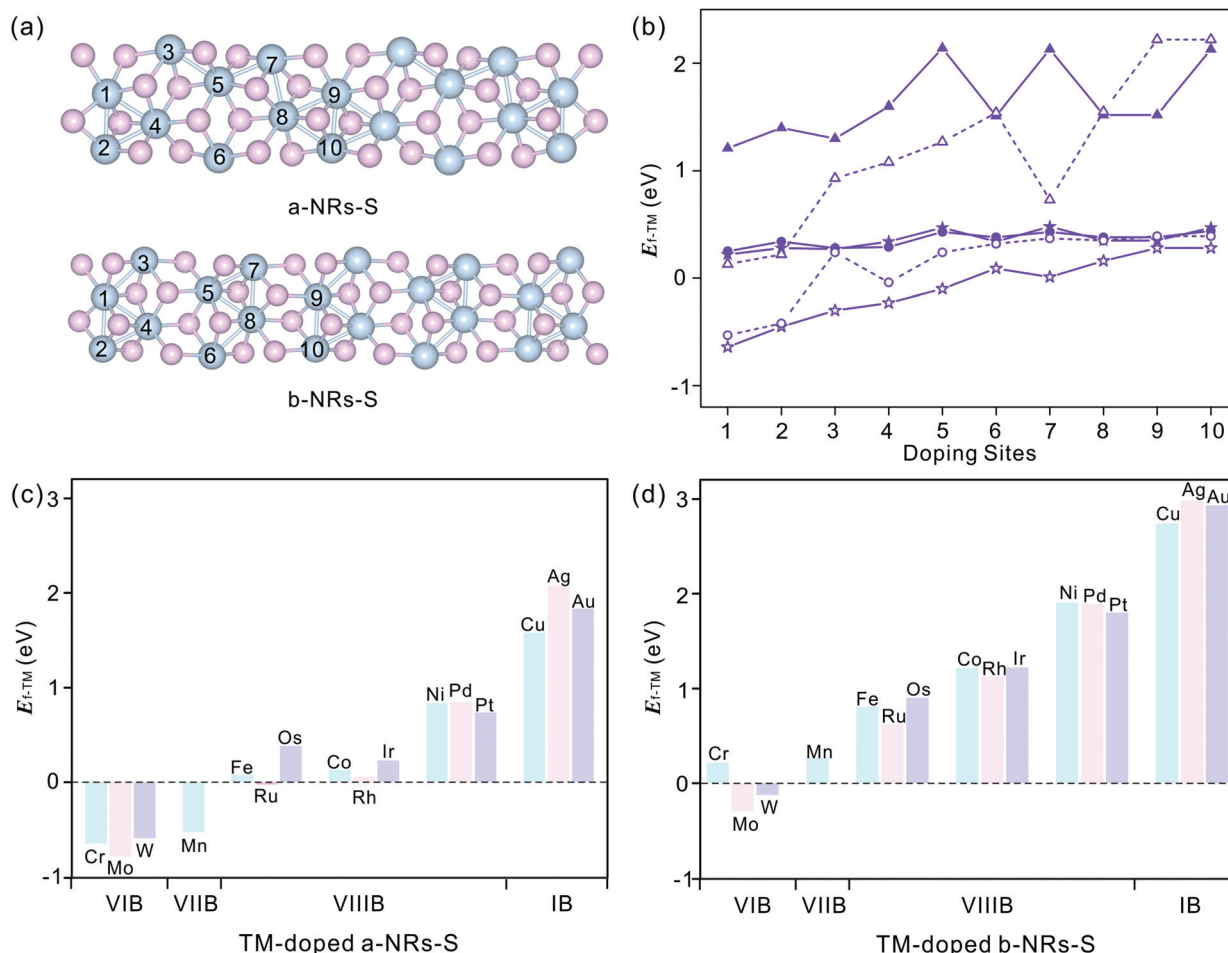 (a)
3
7
1
5
9
4
8
2
6
10
a-NRs-S
3
7
1
5
9
4
8
2
6
10
b-NRs-S
(b)
E_f-TM (eV)
2
1
0
-1
1 2 3 4 5 6 7 8 9 10
Doping Sites
(c)
E_f-TM (eV)
3
2
1
0
-1
Cr
Mo
W
Mn
Fe
Ru
Os
Co
Rh
Ir
Ni
Pd
Pt
Cu
Ag
Au
VIB VIIB VIIIB IB
TM-doped a-NRs-S
(d)
E_f-TM (eV)
3
2
1
0
-1
Cr
Mo
W
Mn
Fe
Ru
Os
Co
Rh
Ir
Ni
Pd
Pt
Cu
Ag
Au
VIB VIIB VIIIB IB
TM-doped b-NRs-S